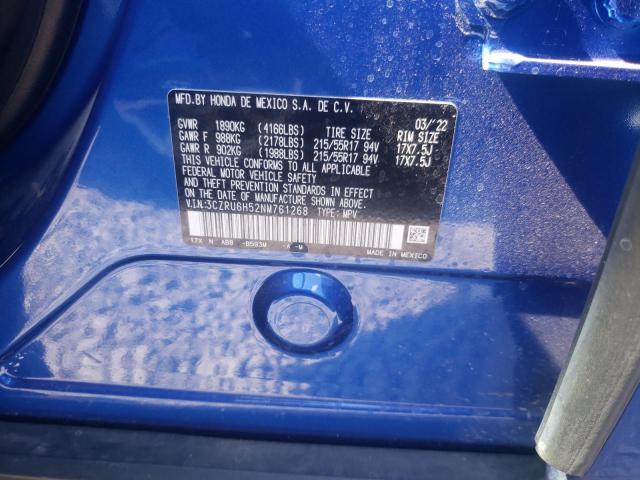 MFD.BY HONDA DE MEXICO S.A. DE C.V. 03/'22
GVWR 1890KG (4166LBS) TIRE SIZE RIM SIZE
GAWR F 988KG (2178LBS) 215/55R17 94V 17X7.5J
GAWR R 902KG (1988LBS) 215/55R17 94V 17X7.5J
THIS VEHICLE CONFORMS TO ALL APPLICABLE
FEDERAL MOTOR VEHICLE SAFETY
STANDARDS IN EFFECT ON THE DATE OF
MANUFACTURE SHOWN ABOVE.
V.I.N:3CZRU6H52NM761268 TYPE: MPV
17X N ABB -B593M -A -M MADE IN MEXICO